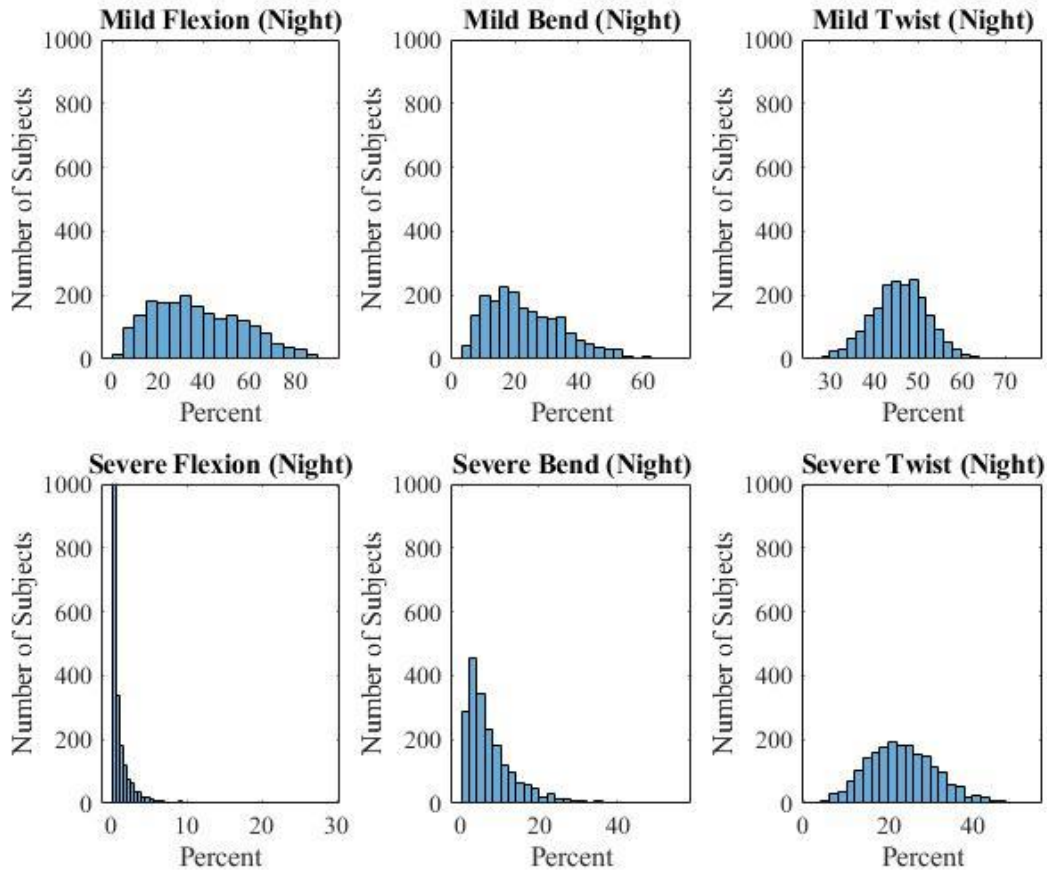 Mild Flexion (Night)
1000
800
600
400
200
0
Number of Subjects
0 20 40 60 80
Percent
Mild Bend (Night)
1000
800
600
400
200
0
Number of Subjects
0 20 40 60
Percent
Mild Twist (Night)
1000
800
600
400
200
0
Number of Subjects
30 40 50 60 70
Percent
Severe Flexion (Night)
1000
800
600
400
200
0
Number of Subjects
0 10 20 30
Percent
Severe Bend (Night)
1000
800
600
400
200
0
Number of Subjects
0 20 40
Percent
Severe Twist (Night)
1000
800
600
400
200
0
Number of Subjects
0 20 40
Percent